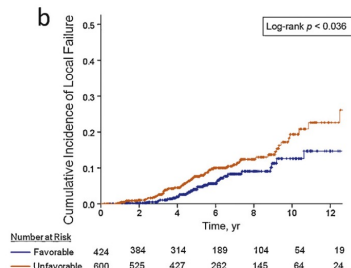 b
Log-rank p < 0.036
Cumulative Incidence of Local Failure
0.5
0.4
0.3
0.2
0.1
0.0
0 2 4 6 8 10 12
Time, yr
Number at Risk
Favorable 424 384 314 189 104 54 19
Unfavorable 600 525 427 262 145 64 24